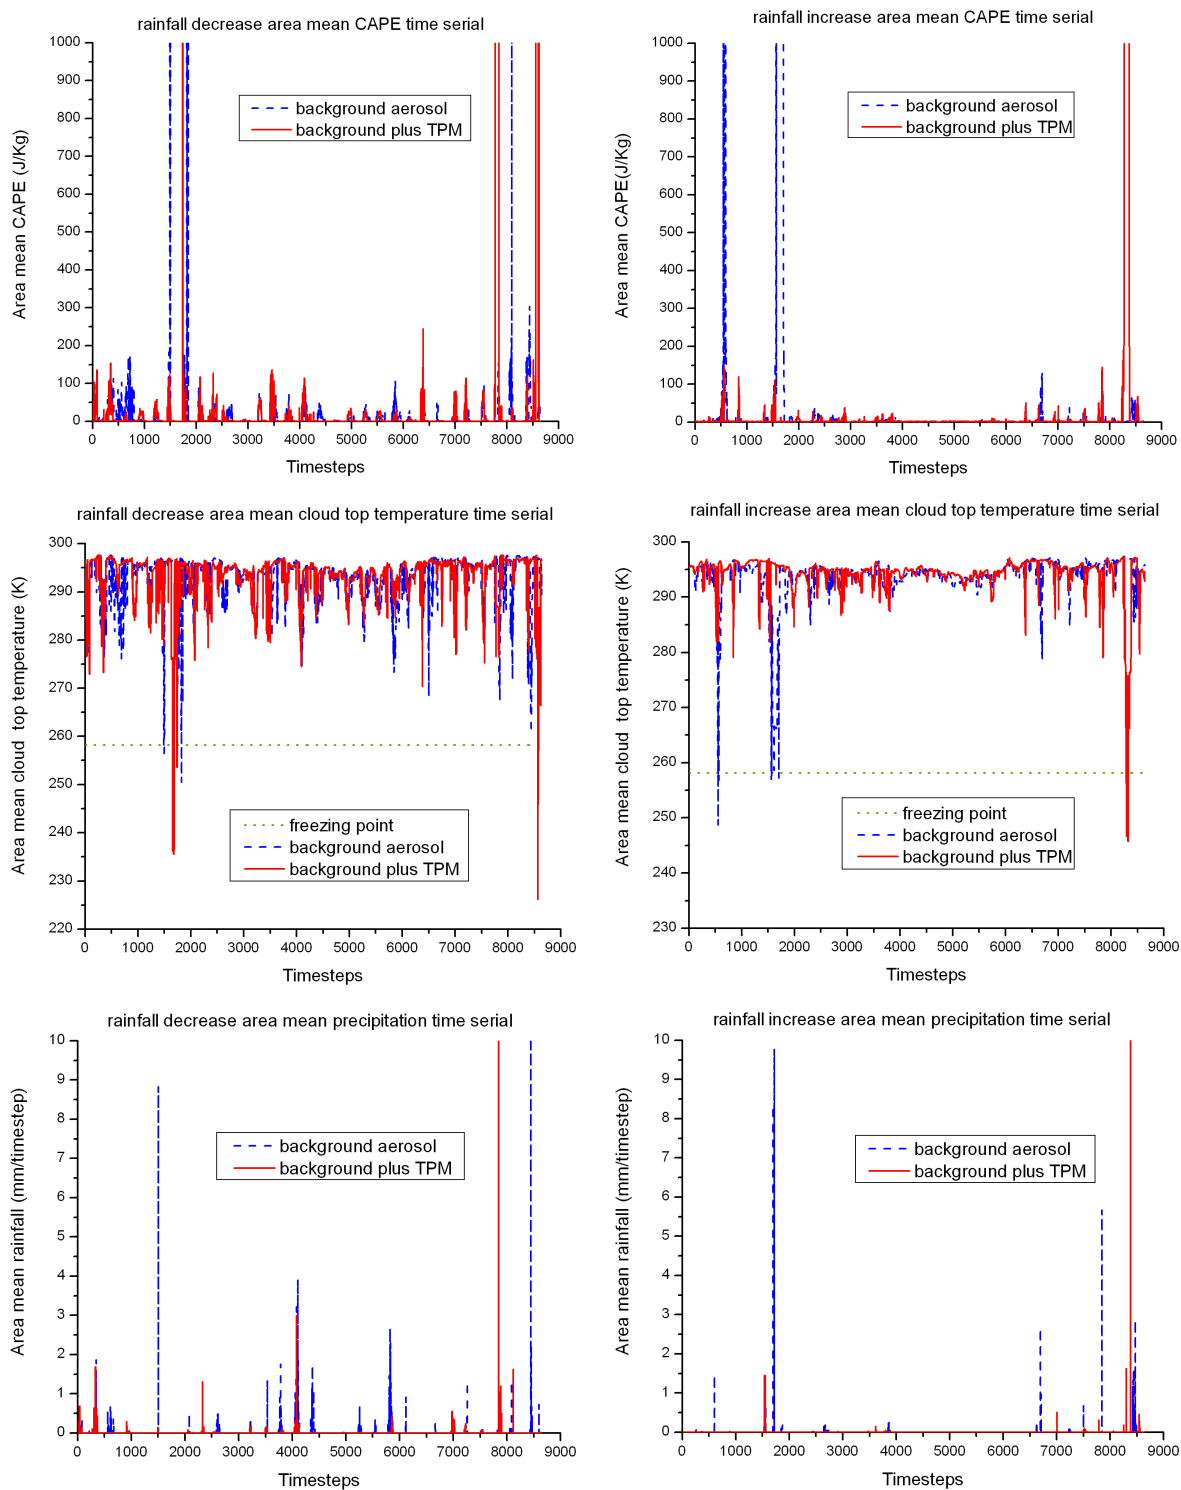 rainfall decrease area mean CAPE time serial
1000
900
800
700
600
500
400
300
200
100
0
Area mean CAPE (J/Kg)
background aerosol
background plus TPM
0 1000 2000 3000 4000 5000 6000 7000 8000 9000
Timesteps
rainfall increase area mean CAPE time serial
1000
900
800
700
600
500
400
300
200
100
0
Area mean CAPE(J/Kg)
background aerosol
background plus TPM
0 1000 2000 3000 4000 5000 6000 7000 8000 9000
Timesteps
rainfall decrease area mean cloud top temperature time serial
300
290
280
270
260
250
240
230
220
Area mean cloud top temperature (K)
freezing point
background aerosol
background plus TPM
0 1000 2000 3000 4000 5000 6000 7000 8000 9000
Timesteps
rainfall increase area mean cloud top temperature time serial
300
290
280
270
260
250
240
230
Area mean cloud top temperature (K)
freezing point
background aerosol
background plus TPM
0 1000 2000 3000 4000 5000 6000 7000 8000 9000
Timesteps
rainfall decrease area mean precipitation time serial
10
9
8
7
6
5
4
3
2
1
0
Area mean rainfall (mm/timestep)
background aerosol
background plus TPM
0 1000 2000 3000 4000 5000 6000 7000 8000 9000
Timesteps
rainfall increase area mean precipitation time serial
10
9
8
7
6
5
4
3
2
1
0
Area mean rainfall (mm/timestep)
background aerosol
background plus TPM
0 1000 2000 3000 4000 5000 6000 7000 8000 9000
Timesteps